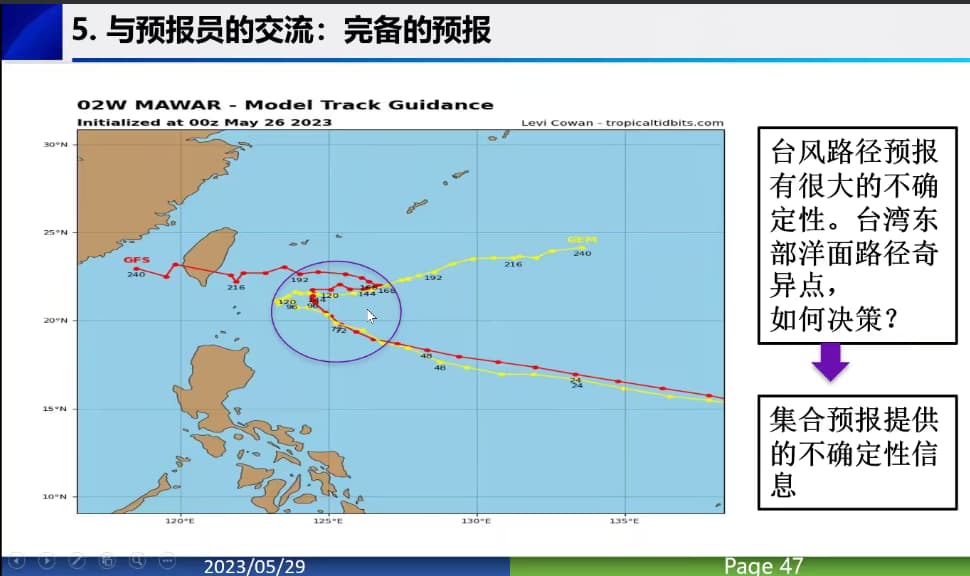 5. 与预报员的交流：完备的预报
02W MAWAR - Model Track Guidance
Initialized at 00z May 26 2023
Levi Cowan - tropicaltidbits.com
30°N
25°N
20°N
15°N
10°N
120°E
125°E
130°E
135°E
GFS
240
216
192
GEM
240
216
192
168
144
120
120
96
96
72
48
48
24
24
台风路径预报
有很大的不确
定性。台湾东
部洋面路径奇
异点，
如何决策？
集合预报提供
的不确定性信
息
2023/05/29
Page 47